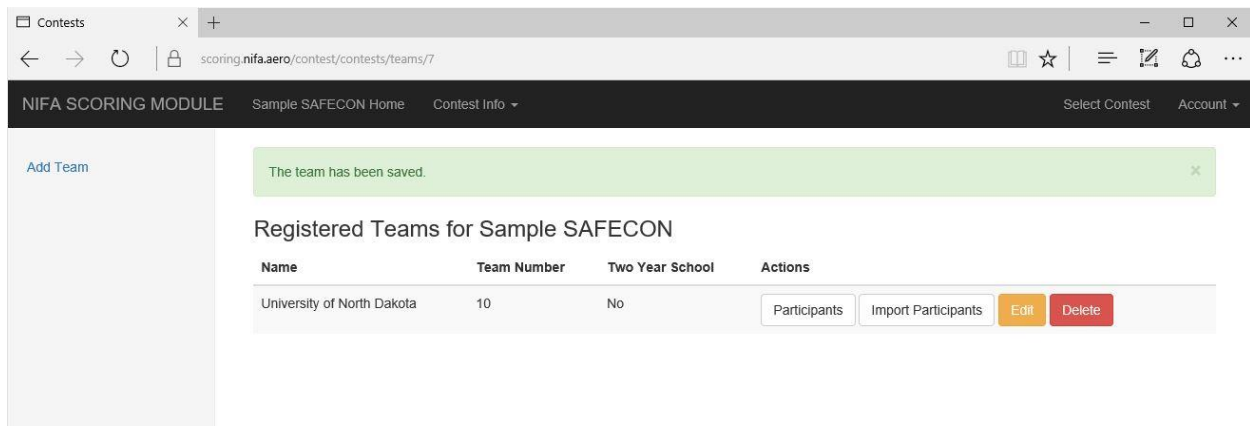 Contests
scoring.nifa.aero/contest/contests/teams/7
NIFA SCORING MODULE Sample SAFECON Home Contest Info Select Contest Account
Add Team
The team has been saved.
Registered Teams for Sample SAFECON
Name Team Number Two Year School Actions
University of North Dakota 10 No Participants Import Participants Edit Delete